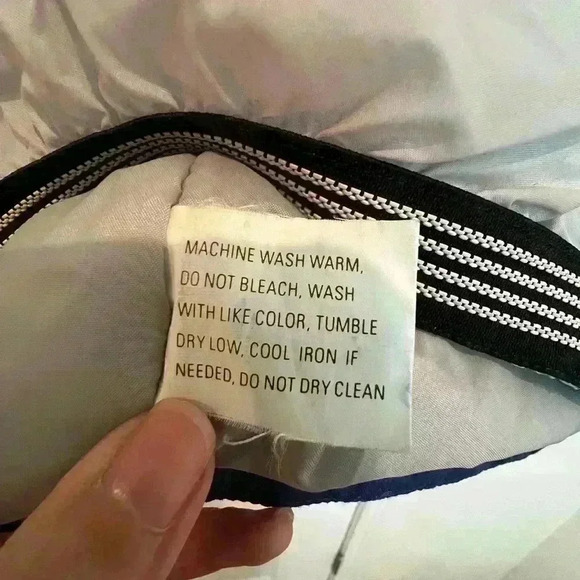 MACHINE WASH WARM,
DO NOT BLEACH, WASH
WITH LIKE COLOR, TUMBLE
DRY LOW, COOL IRON IF
NEEDED, DO NOT DRY CLEAN